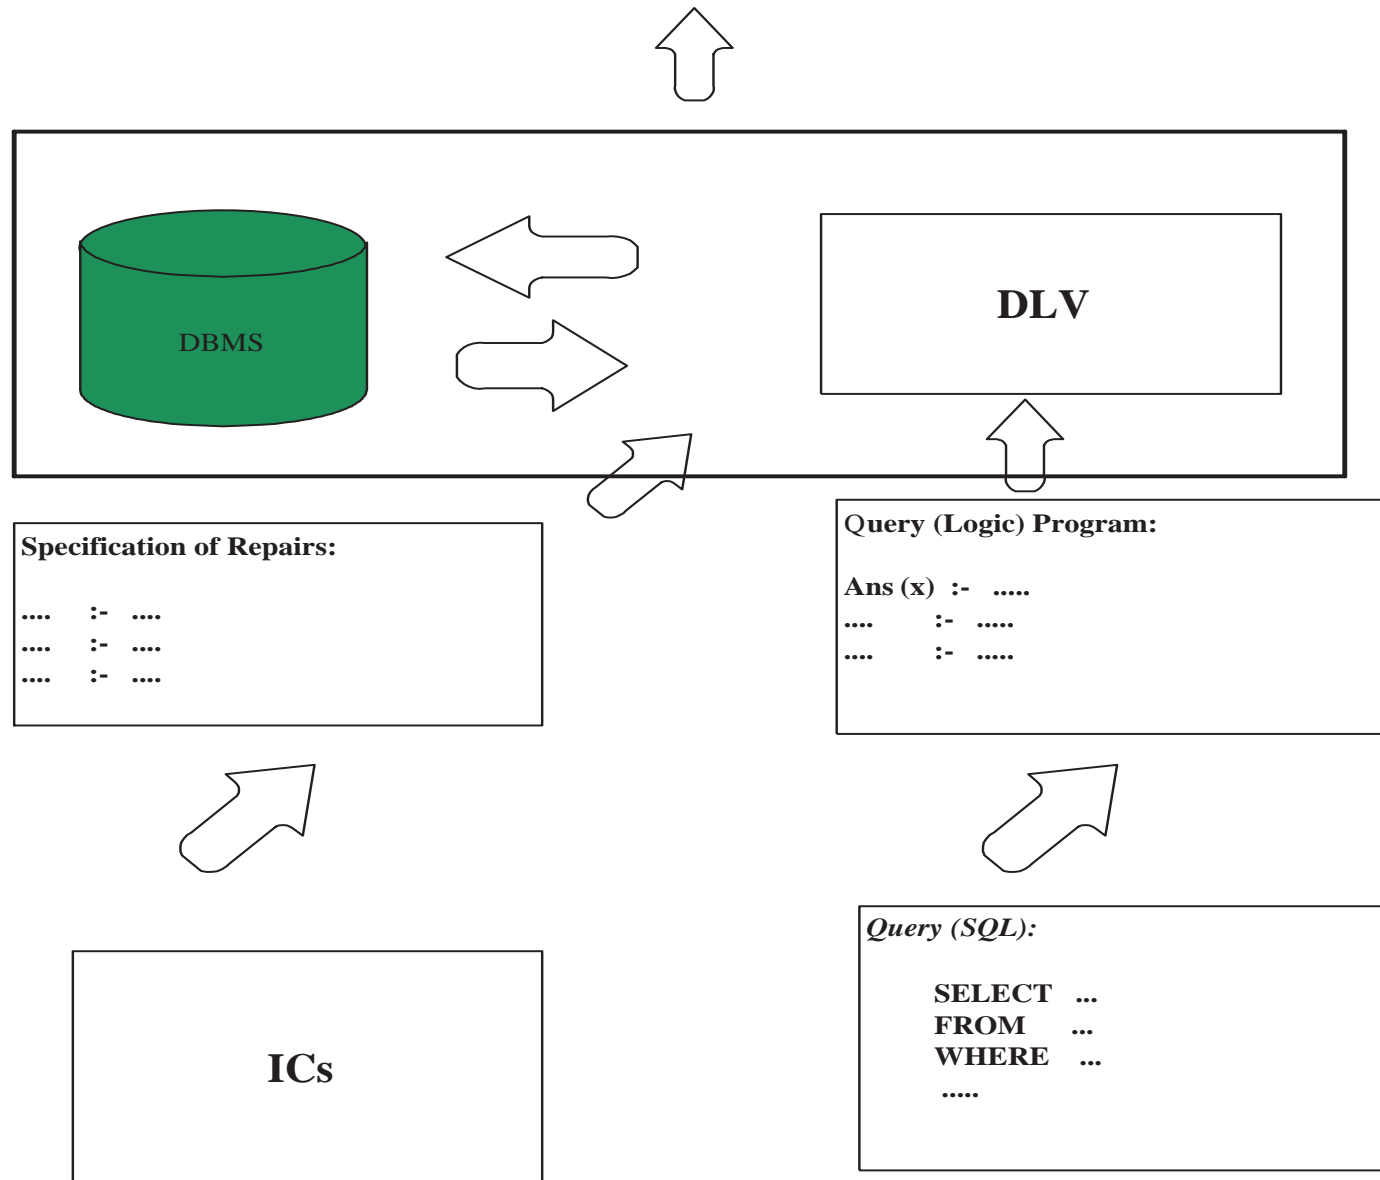 DBMS
DLV
Specification of Repairs:
.... :- ....
.... :- ....
.... :- ....
Query (Logic) Program:
Ans (x) :- .....
.... :- .....
.... :- .....
ICs
Query (SQL):
SELECT ...
FROM ...
WHERE ...
.....